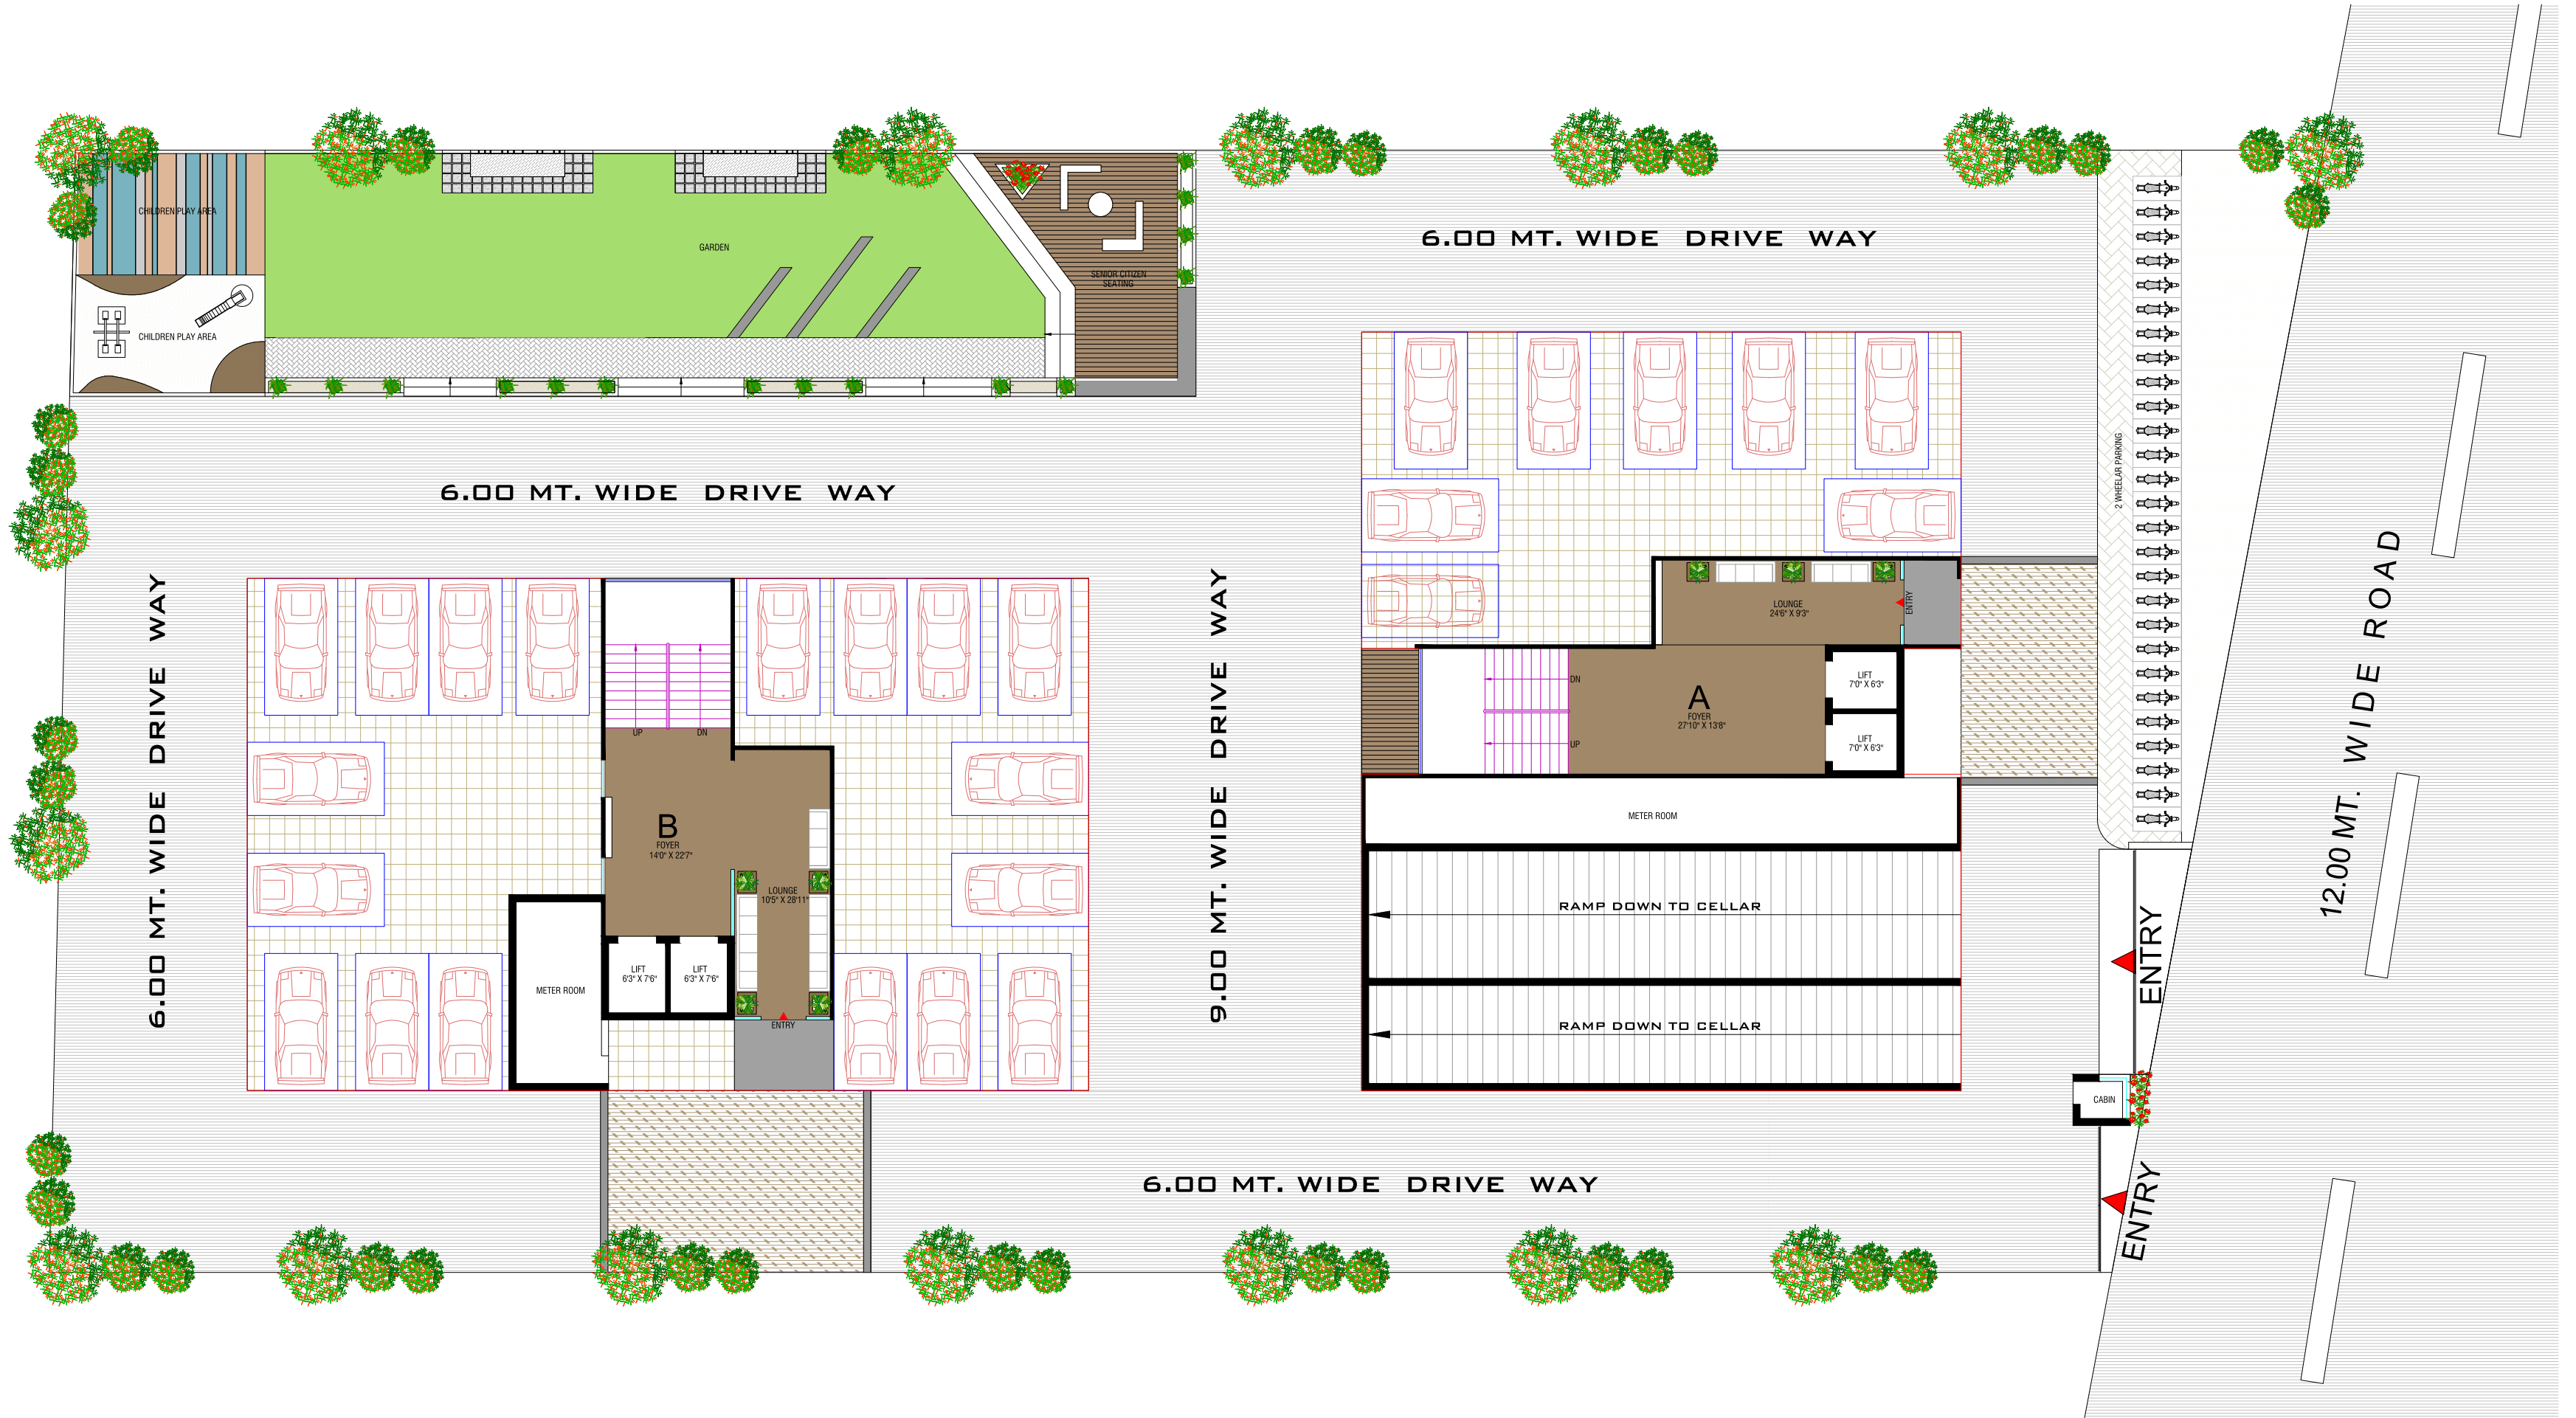 CHILDREN PLAY AREA
GARDEN
SENIOR CITIZEN
SEATING
CHILDREN PLAY AREA
6.00 MT. WIDE DRIVE WAY
2 WHEELAR PARKING
6.00 MT. WIDE DRIVE WAY
6.00 MT. WIDE DRIVE WAY
UP
DN
B
FOYER
14'0" X 22'7"
LOUNGE
10'5" X 28'11"
LIFT
6'3" X 7'6"
LIFT
6'3" X 7'6"
METER ROOM
ENTRY
9.00 MT. WIDE DRIVE WAY
LOUNGE
24'6" X 9'3"
ENTRY
DN
UP
A
FOYER
27'10" X 13'8"
LIFT
7'0" X 6'3"
LIFT
7'0" X 6'3"
METER ROOM
RAMP DOWN TO CELLAR
RAMP DOWN TO CELLAR
12.00 MT. WIDE ROAD
ENTRY
CABIN
ENTRY
6.00 MT. WIDE DRIVE WAY